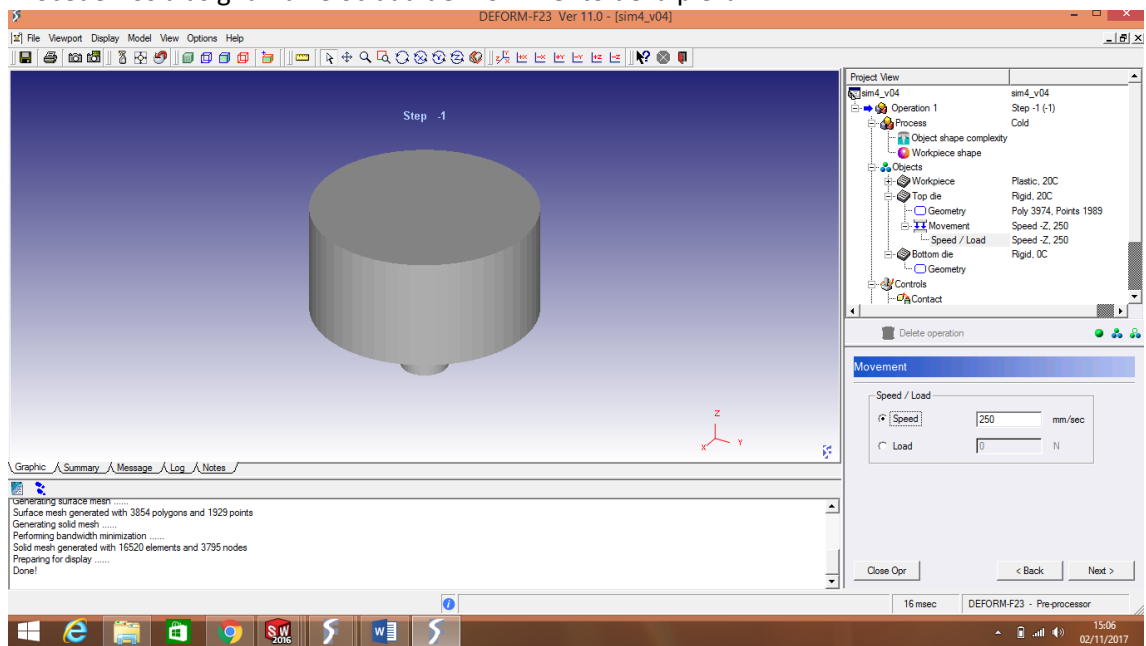 DEFORM-F23 Ver 11.0 - [sim4_v04]
File Viewport Display Model View Options Help
Step -1
Z
X Y
Graphic Summary Message Log Notes
Generating surface mesh ......
Surface mesh generated with 3854 polygons and 1929 points
Generating solid mesh ......
Performing bandwidth minimization ......
Solid mesh generated with 16520 elements and 3795 nodes
Preparing for display ......
Done!
Project View
sim4_v04 sim4_v04
Operation 1 Step -1 (-1)
Process Cold
Object shape complexity
Workpiece shape
Objects
Workpiece Plastic, 20C
Top die Rigid, 20C
Geometry Poly 3974, Points 1989
Movement Speed -Z, 250
Speed / Load Speed -Z, 250
Bottom die Rigid, 0C
Geometry
Controls
Contact
Delete operation
Movement
Speed / Load
Speed 250 mm/sec
Load 0 N
Close Opr < Back Next >
16 msec DEFORM-F23 - Pre-processor
15:06
02/11/2017